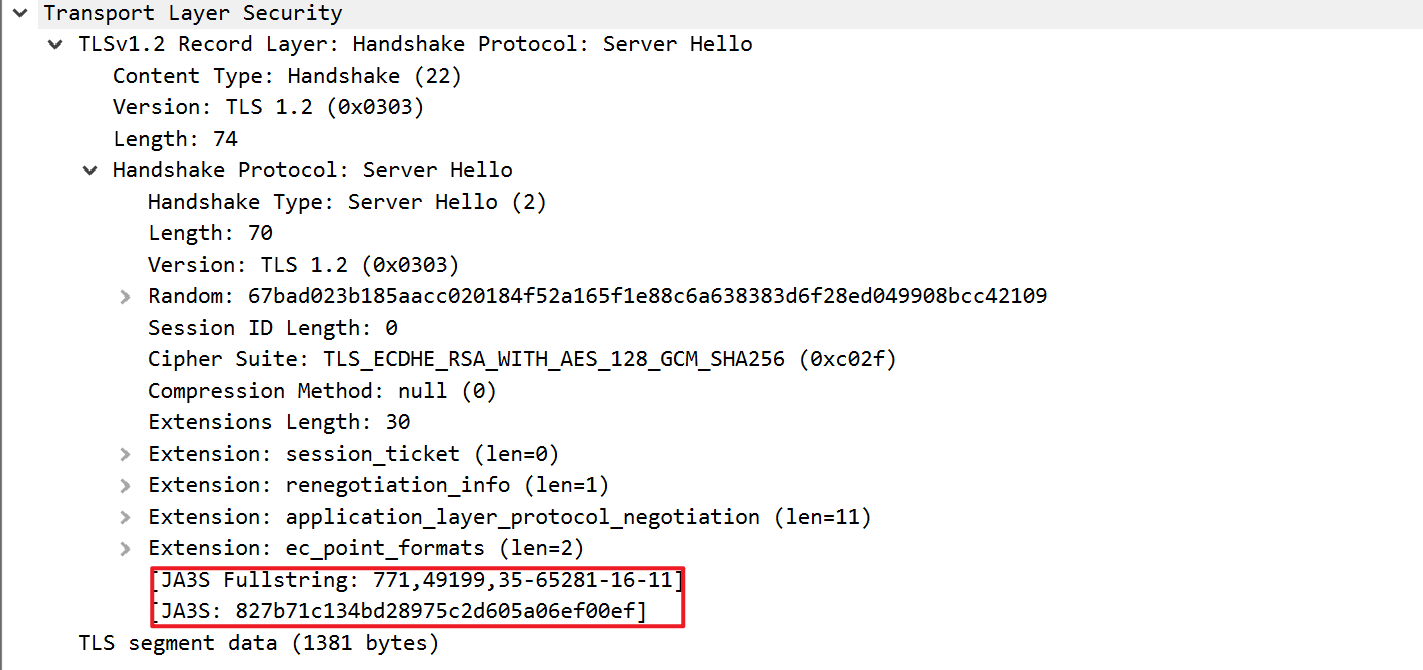 Transport Layer Security
TLSv1.2 Record Layer: Handshake Protocol: Server Hello
Content Type: Handshake (22)
Version: TLS 1.2 (0x0303)
Length: 74
Handshake Protocol: Server Hello
Handshake Type: Server Hello (2)
Length: 70
Version: TLS 1.2 (0x0303)
Random: 67bad023b185aacc020184f52a165f1e88c6a638383d6f28ed049908bcc42109
Session ID Length: 0
Cipher Suite: TLS_ECDHE_RSA_WITH_AES_128_GCM_SHA256 (0xc02f)
Compression Method: null (0)
Extensions Length: 30
Extension: session_ticket (len=0)
Extension: renegotiation_info (len=1)
Extension: application_layer_protocol_negotiation (len=11)
Extension: ec_point_formats (len=2)
[JA3S Fullstring: 771,49199,35-65281-16-11]
[JA3S: 827b71c134bd28975c2d605a06ef00ef]
TLS segment data (1381 bytes)